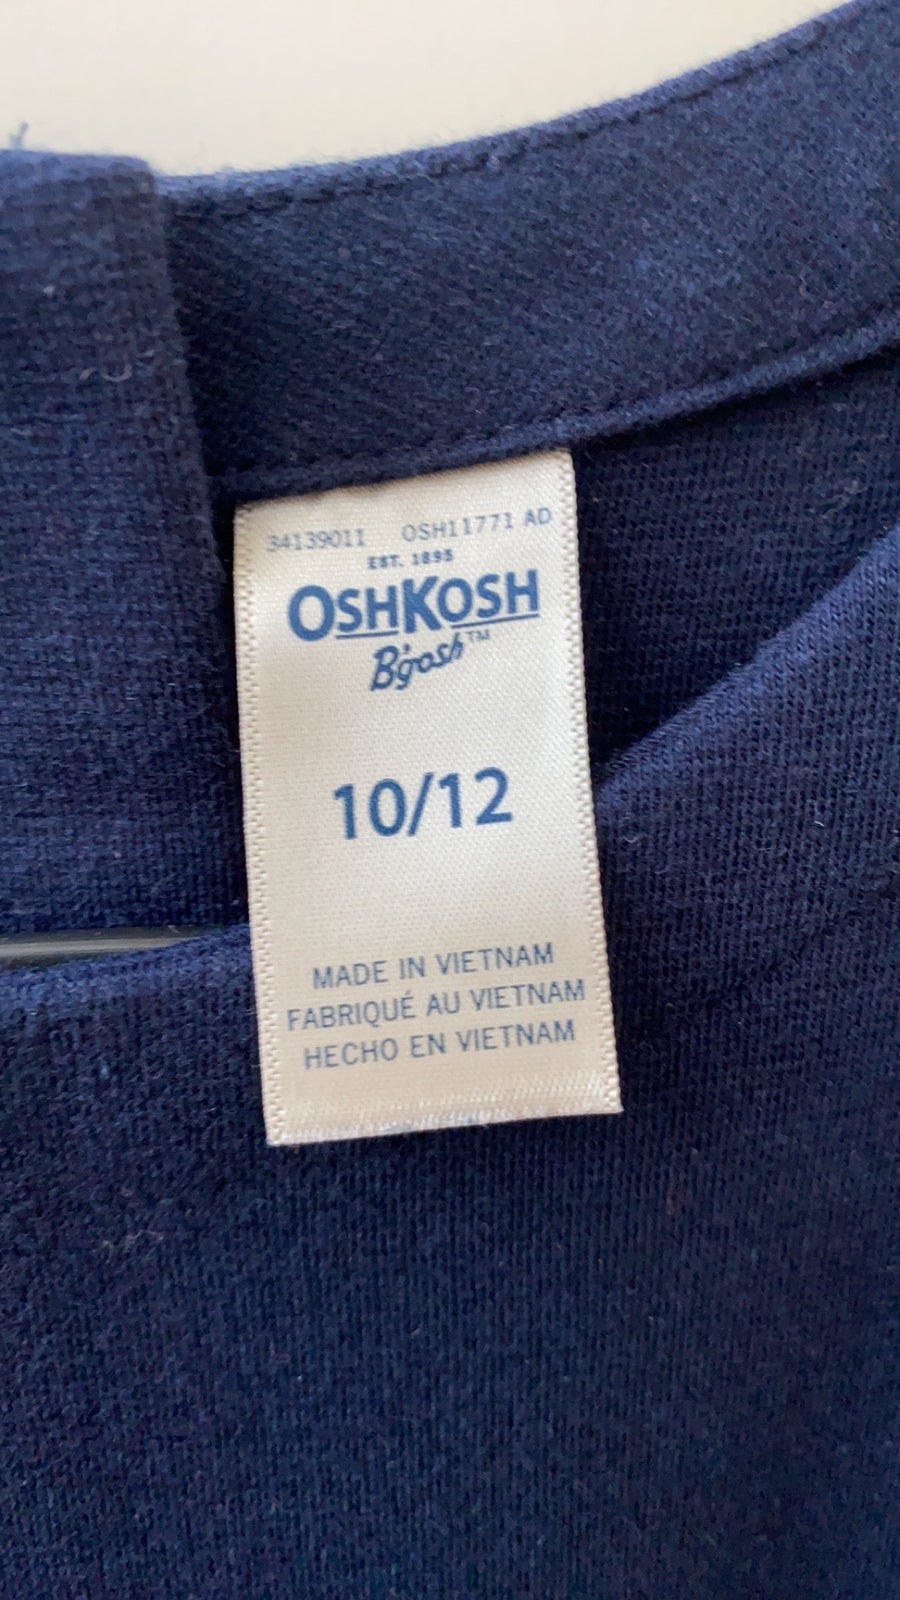 34139011 OSH11771 AD
EST. 1895
OSHKOSH
B'gosh™
10/12
MADE IN VIETNAM
FABRIQUÉ AU VIETNAM
HECHO EN VIETNAM